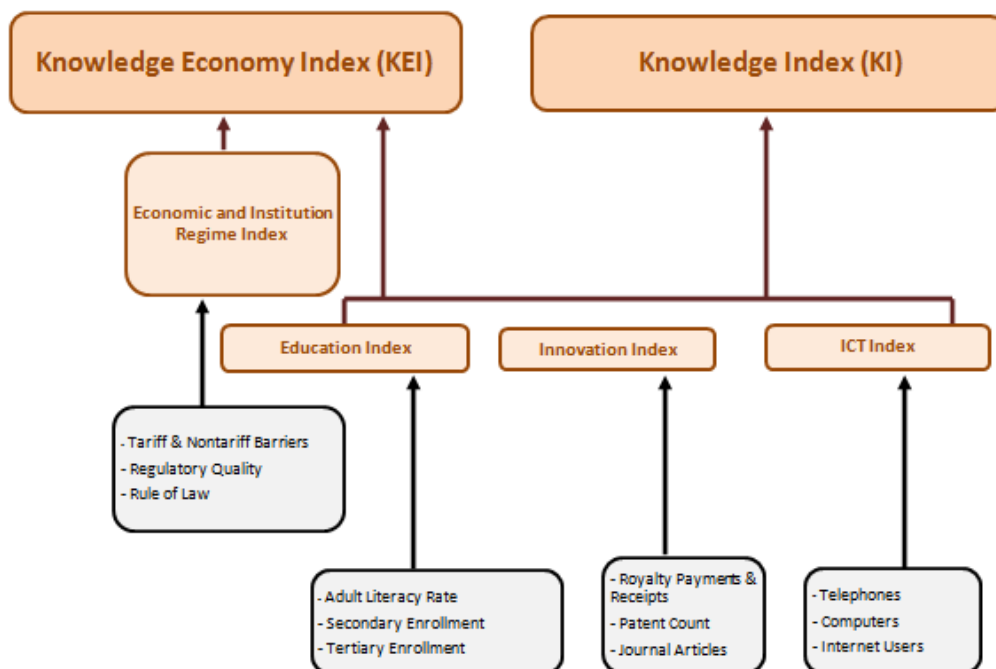 Knowledge Economy Index (KEI)
Knowledge Index (KI)
Economic and Institution
Regime Index
Education Index
Innovation Index
ICT Index
- Tariff & Nontariff Barriers
- Regulatory Quality
- Rule of Law
- Adult Literacy Rate
- Secondary Enrollment
- Tertiary Enrollment
- Royalty Payments &
Receipts
- Patent Count
- Journal Articles
- Telephones
- Computers
- Internet Users